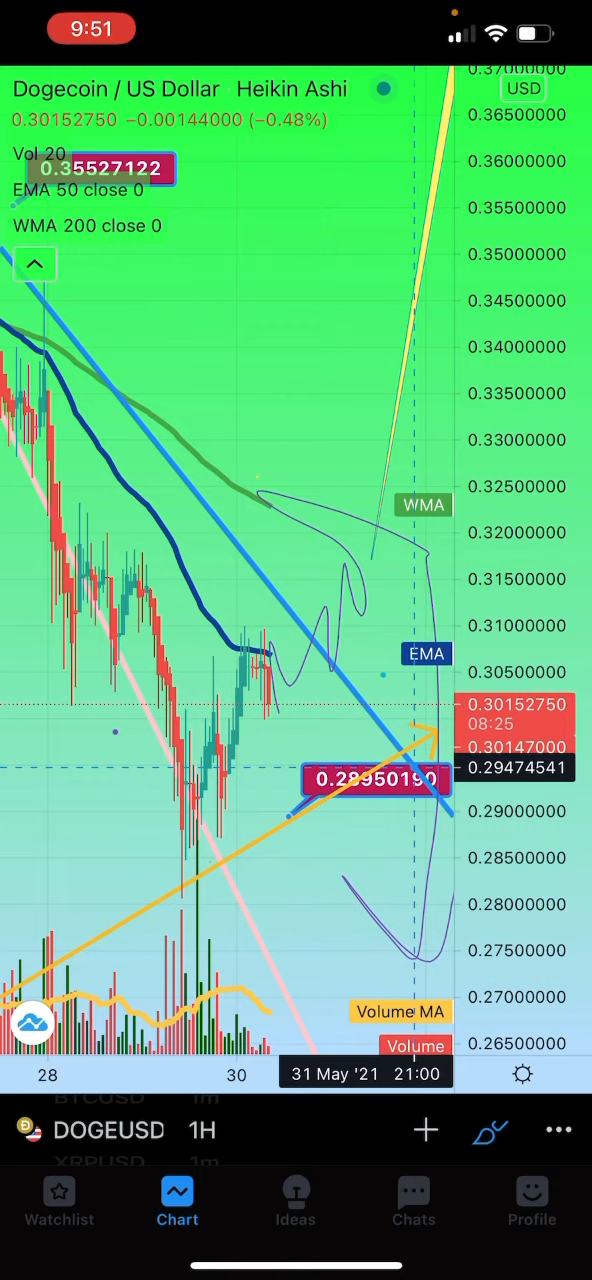 9:51
0.37000000
Dogecoin / US Dollar · Heikin Ashi
USD
0.30152750 −0.00144000 (−0.48%)
0.36500000
Vol 20
0.35527122
0.36000000
EMA 50 close 0
0.35500000
WMA 200 close 0
0.35000000
0.34500000
0.34000000
0.33500000
0.33000000
0.32500000
WMA
0.32000000
0.31500000
0.31000000
EMA
0.30500000
0.30152750
08:25
0.30147000
0.29474541
0.28950190
0.29000000
0.28500000
0.28000000
0.27500000
0.27000000
Volume MA
Volume
0.26500000
28
30
31 May '21 21:00
BTCUSD 1m
DOGEUSD 1H
XRPUSD 1m
Watchlist
Chart
Ideas
Chats
Profile